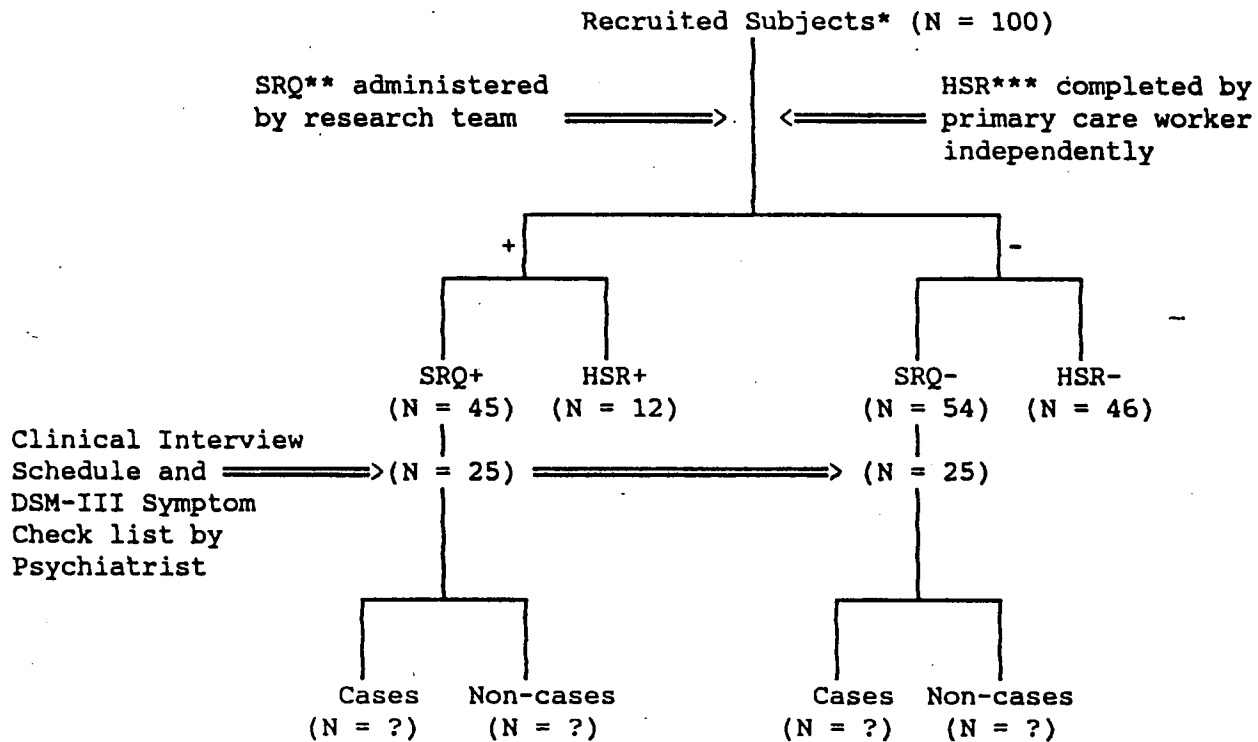 Recruited Subjects* (N = 100)
SRQ** administered
by research team
HSR*** completed by
primary care worker
independently
+
-
SRQ+ HSR+ SRQ- HSR-
(N = 45) (N = 12) (N = 54) (N = 46)
Clinical Interview
Schedule and
DSM-III Symptom
Check list by
Psychiatrist
(N = 25) (N = 25)
Cases Non-cases Cases Non-cases
(N = ?) (N = ?) (N = ?) (N = ?)